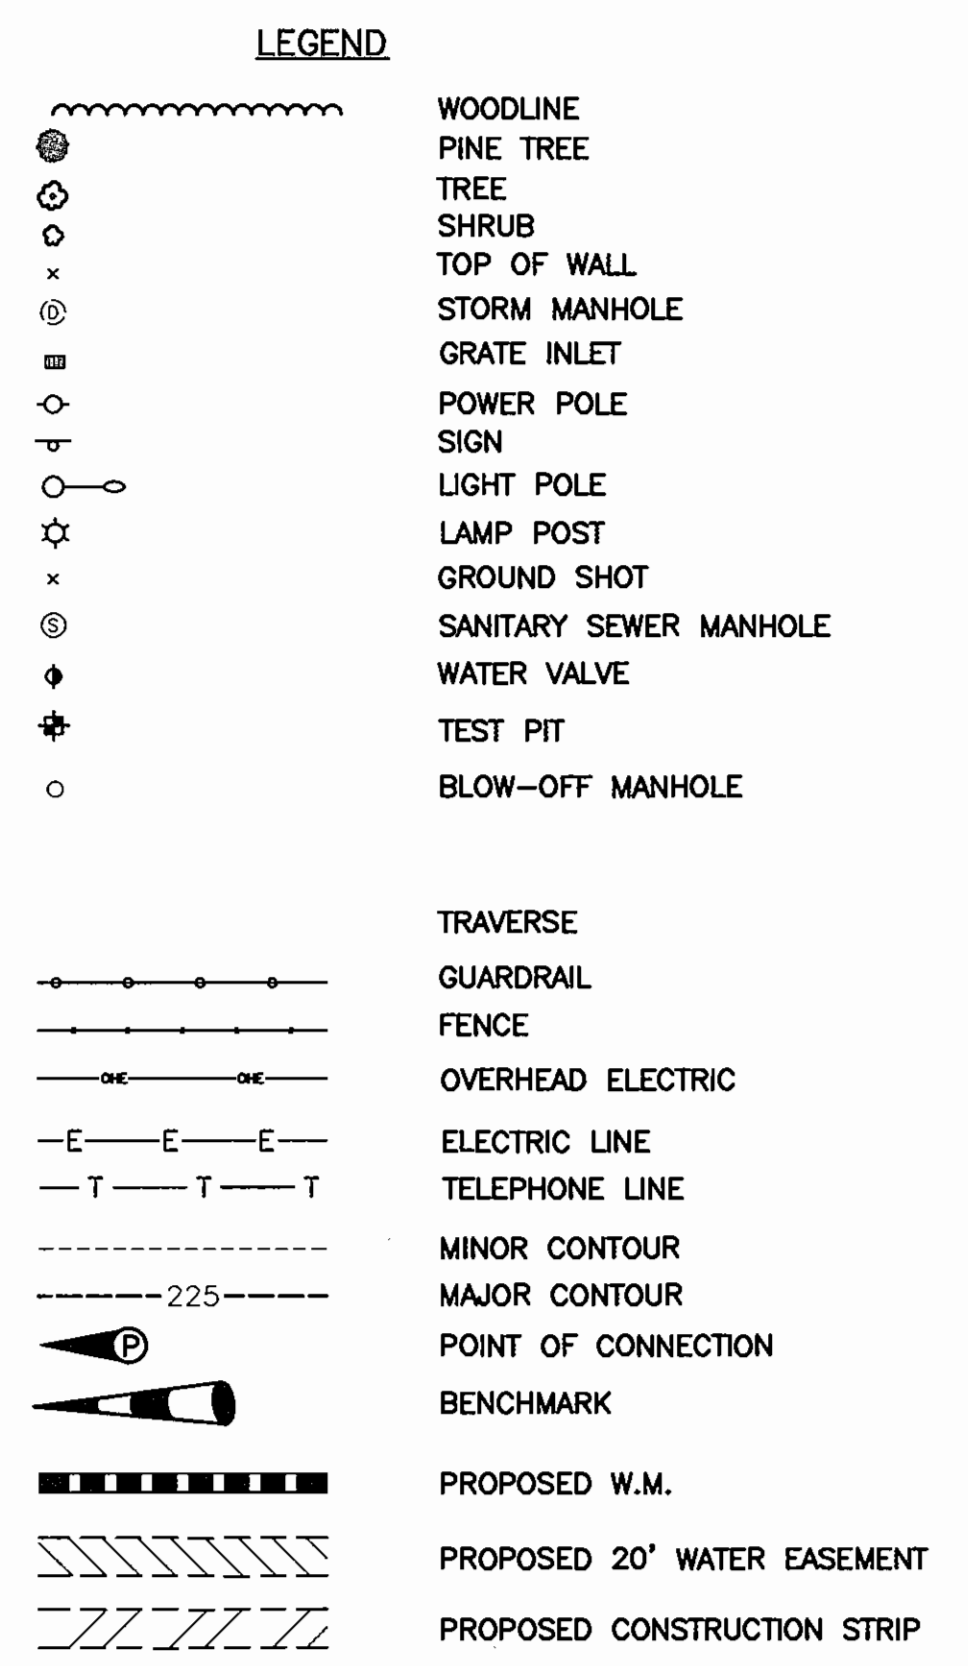 LEGEND
WOODLINE
PINE TREE
TREE
SHRUB
x TOP OF WALL
D STORM MANHOLE
GRATE INLET
POWER POLE
SIGN
LIGHT POLE
LAMP POST
x GROUND SHOT
S SANITARY SEWER MANHOLE
WATER VALVE
TEST PIT
BLOW-OFF MANHOLE
TRAVERSE
GUARDRAIL
FENCE
OHE OHE OVERHEAD ELECTRIC
E E E ELECTRIC LINE
T T T TELEPHONE LINE
MINOR CONTOUR
225 MAJOR CONTOUR
P POINT OF CONNECTION
BENCHMARK
PROPOSED W.M.
PROPOSED 20' WATER EASEMENT
PROPOSED CONSTRUCTION STRIP